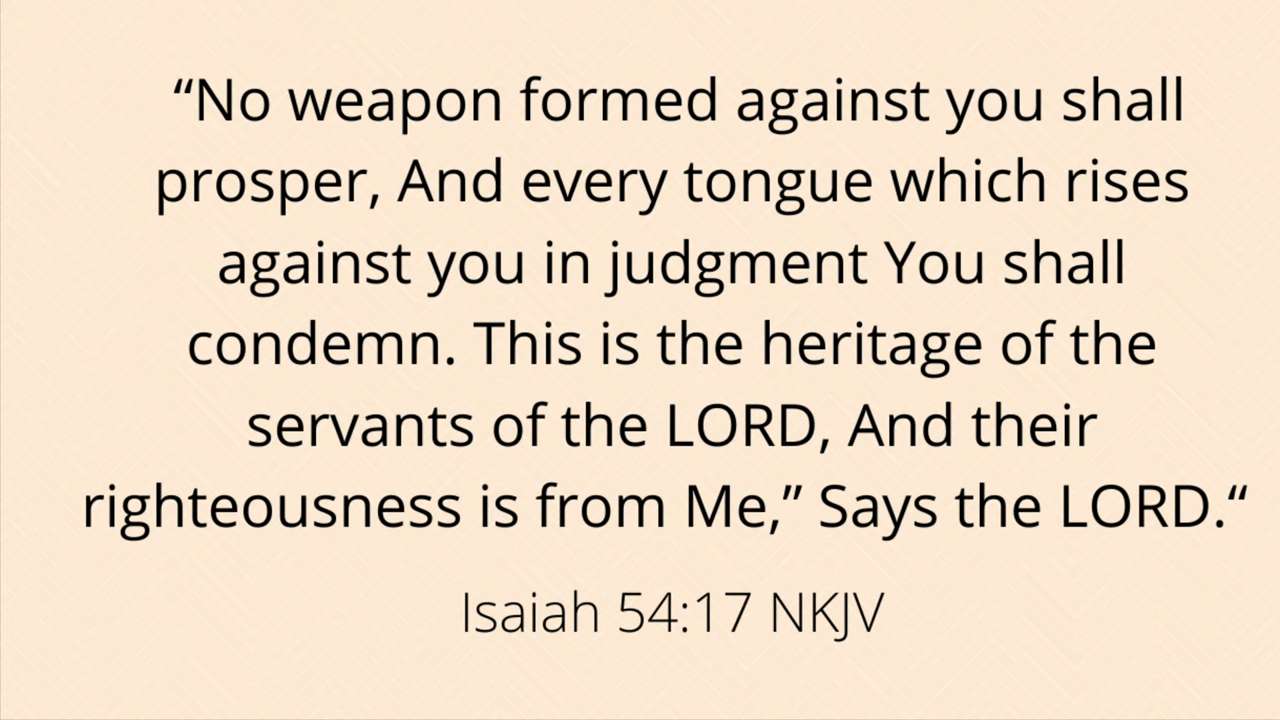 “No weapon formed against you shall
prosper, And every tongue which rises
against you in judgment You shall
condemn. This is the heritage of the
servants of the LORD, And their
righteousness is from Me,” Says the LORD.“
Isaiah 54:17 NKJV